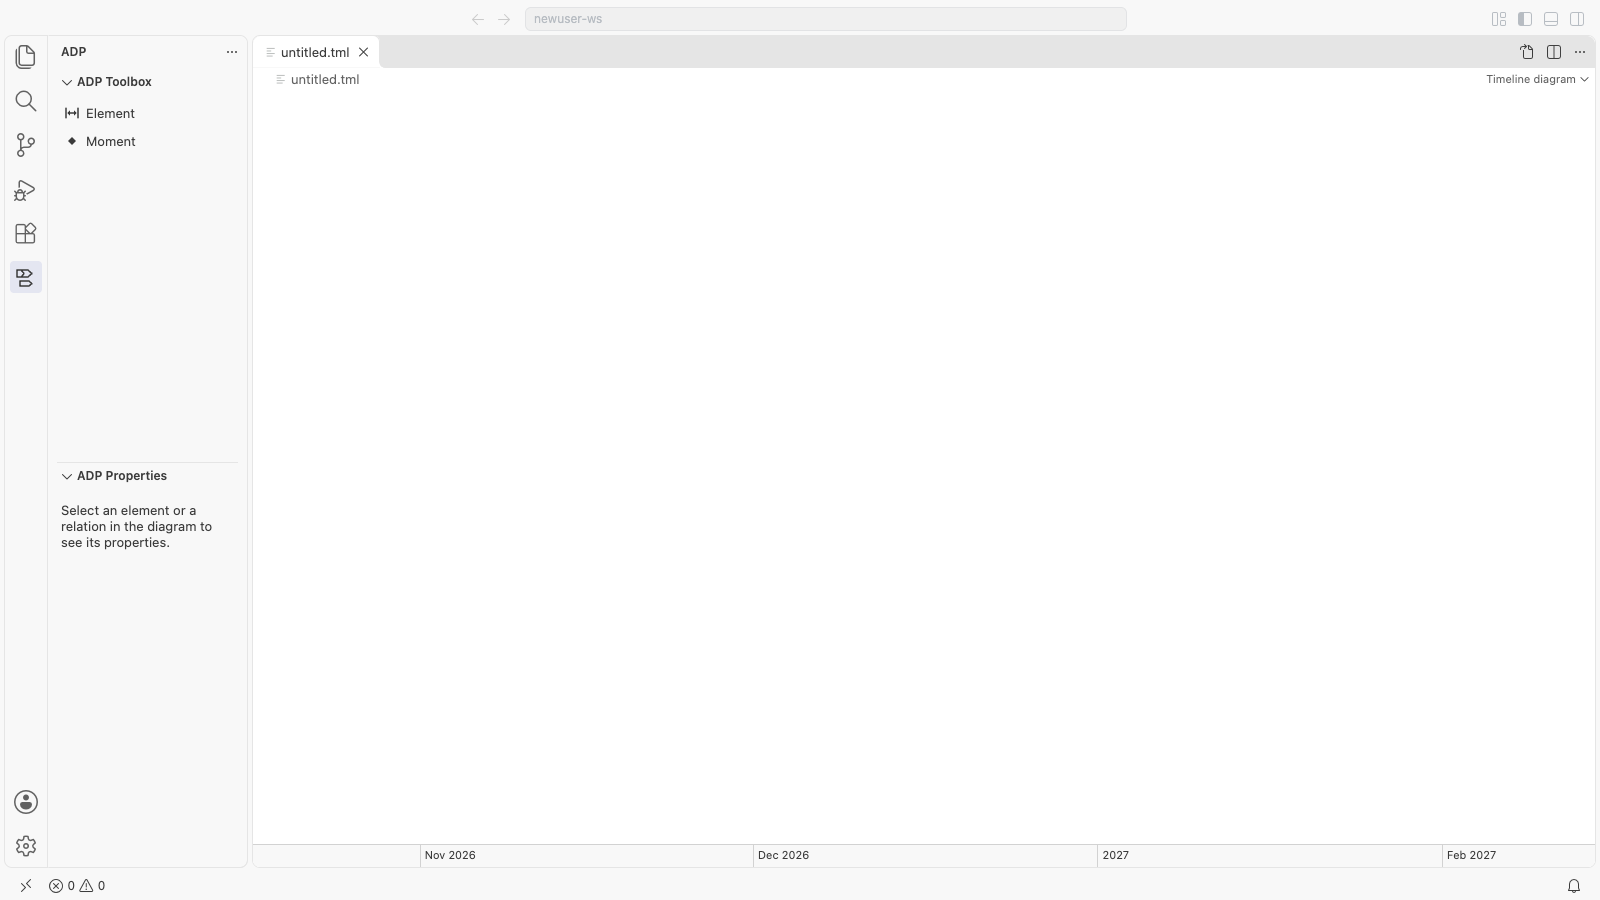 newuser-ws
ADP
untitled.tml
ADP Toolbox
untitled.tml
Timeline diagram
Element
Moment
ADP Properties
Select an element or a
relation in the diagram to
see its properties.
Nov 2026
Dec 2026
2027
Feb 2027
0
0